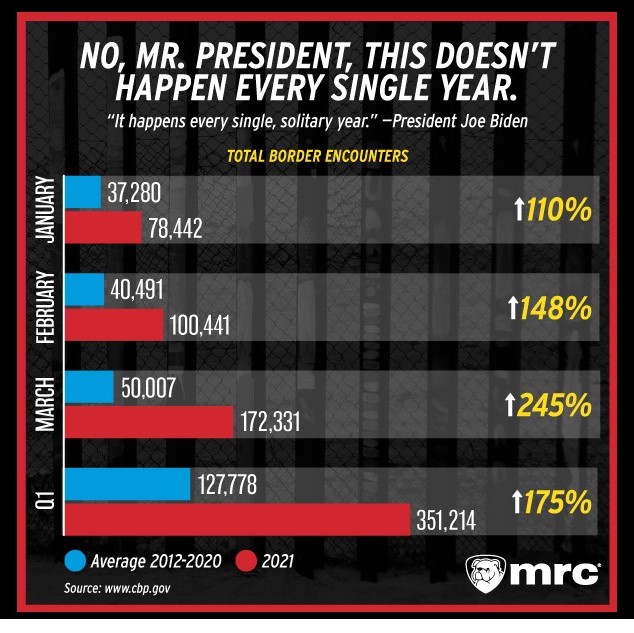 NO, MR. PRESIDENT, THIS DOESN'T
HAPPEN EVERY SINGLE YEAR.
“It happens every single, solitary year.” –President Joe Biden
TOTAL BORDER ENCOUNTERS
JANUARY
37,280
78,442
↑110%
FEBRUARY
40,491
100,441
↑148%
MARCH
50,007
172,331
↑245%
Q1
127,778
351,214
↑175%
Average 2012-2020 2021
Source: www.cbp.gov
mrc